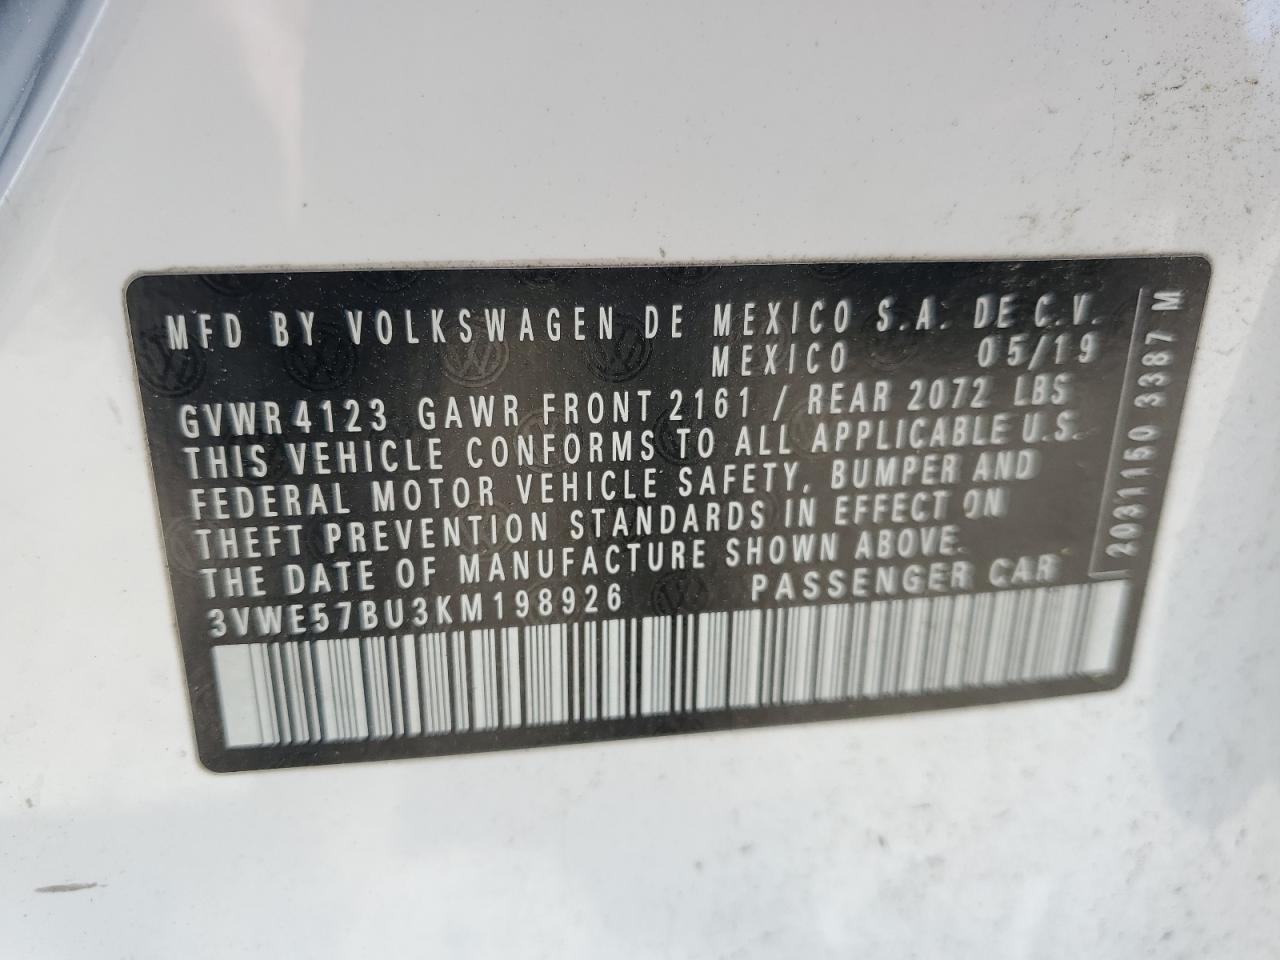 MFD BY VOLKSWAGEN DE MEXICO S.A. DE C.V.
MEXICO 05/19
GVWR 4123 GAWR FRONT 2161 / REAR 2072 LBS
THIS VEHICLE CONFORMS TO ALL APPLICABLE U.S.
FEDERAL MOTOR VEHICLE SAFETY, BUMPER AND
THEFT PREVENTION STANDARDS IN EFFECT ON
THE DATE OF MANUFACTURE SHOWN ABOVE.
3VWE57BU3KM198926 PASSENGER CAR
2031150 3387 M